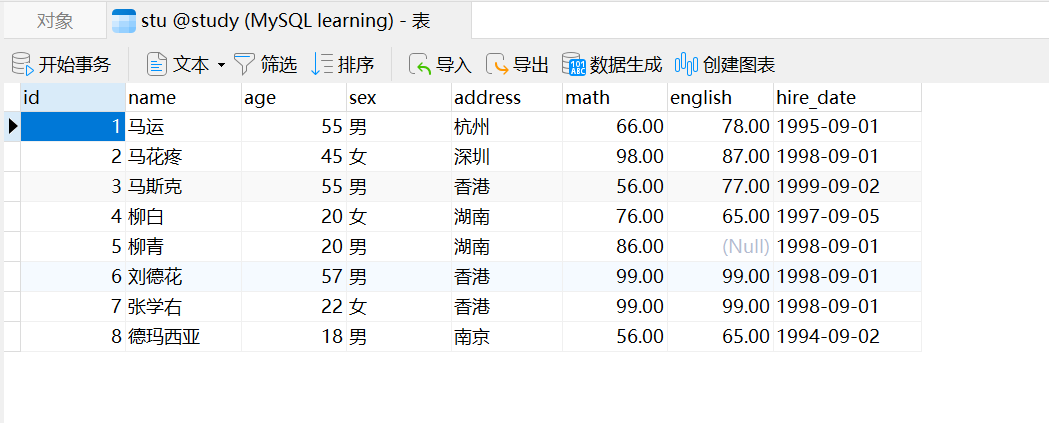 对象 stu @study (MySQL learning) - 表
开始事务 文本 筛选 排序 导入 导出 数据生成 创建图表
id name age sex address math english hire_date
1 马运 55 男 杭州 66.00 78.00 1995-09-01
2 马花疼 45 女 深圳 98.00 87.00 1998-09-01
3 马斯克 55 男 香港 56.00 77.00 1999-09-02
4 柳白 20 女 湖南 76.00 65.00 1997-09-05
5 柳青 20 男 湖南 86.00 (Null) 1998-09-01
6 刘德花 57 男 香港 99.00 99.00 1998-09-01
7 张学右 22 女 香港 99.00 99.00 1998-09-01
8 德玛西亚 18 男 南京 56.00 65.00 1994-09-02